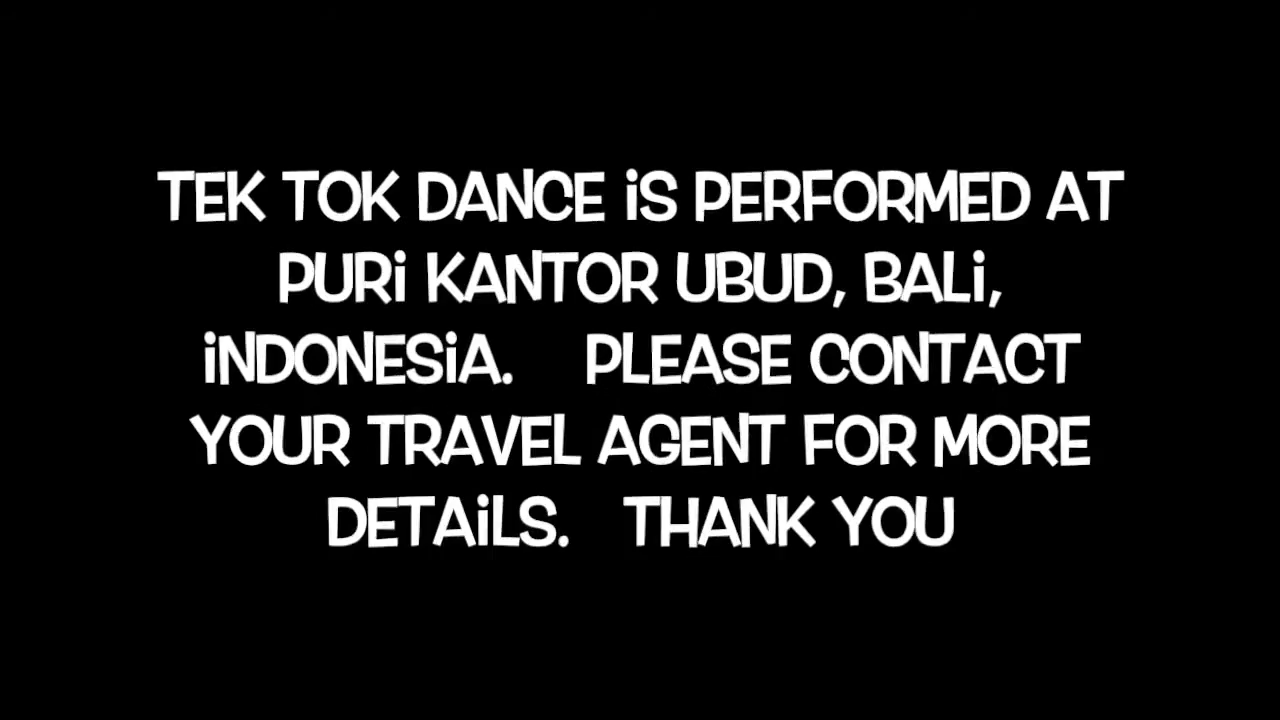 TEK TOK DANCE iS PERFORMED AT
PURi KANTOR UBUD, BALi,
iNDONESiA. PLEASE CONTACT
YOUR TRAVEL AGENT FOR MORE
DETAiLS. THANK YOU